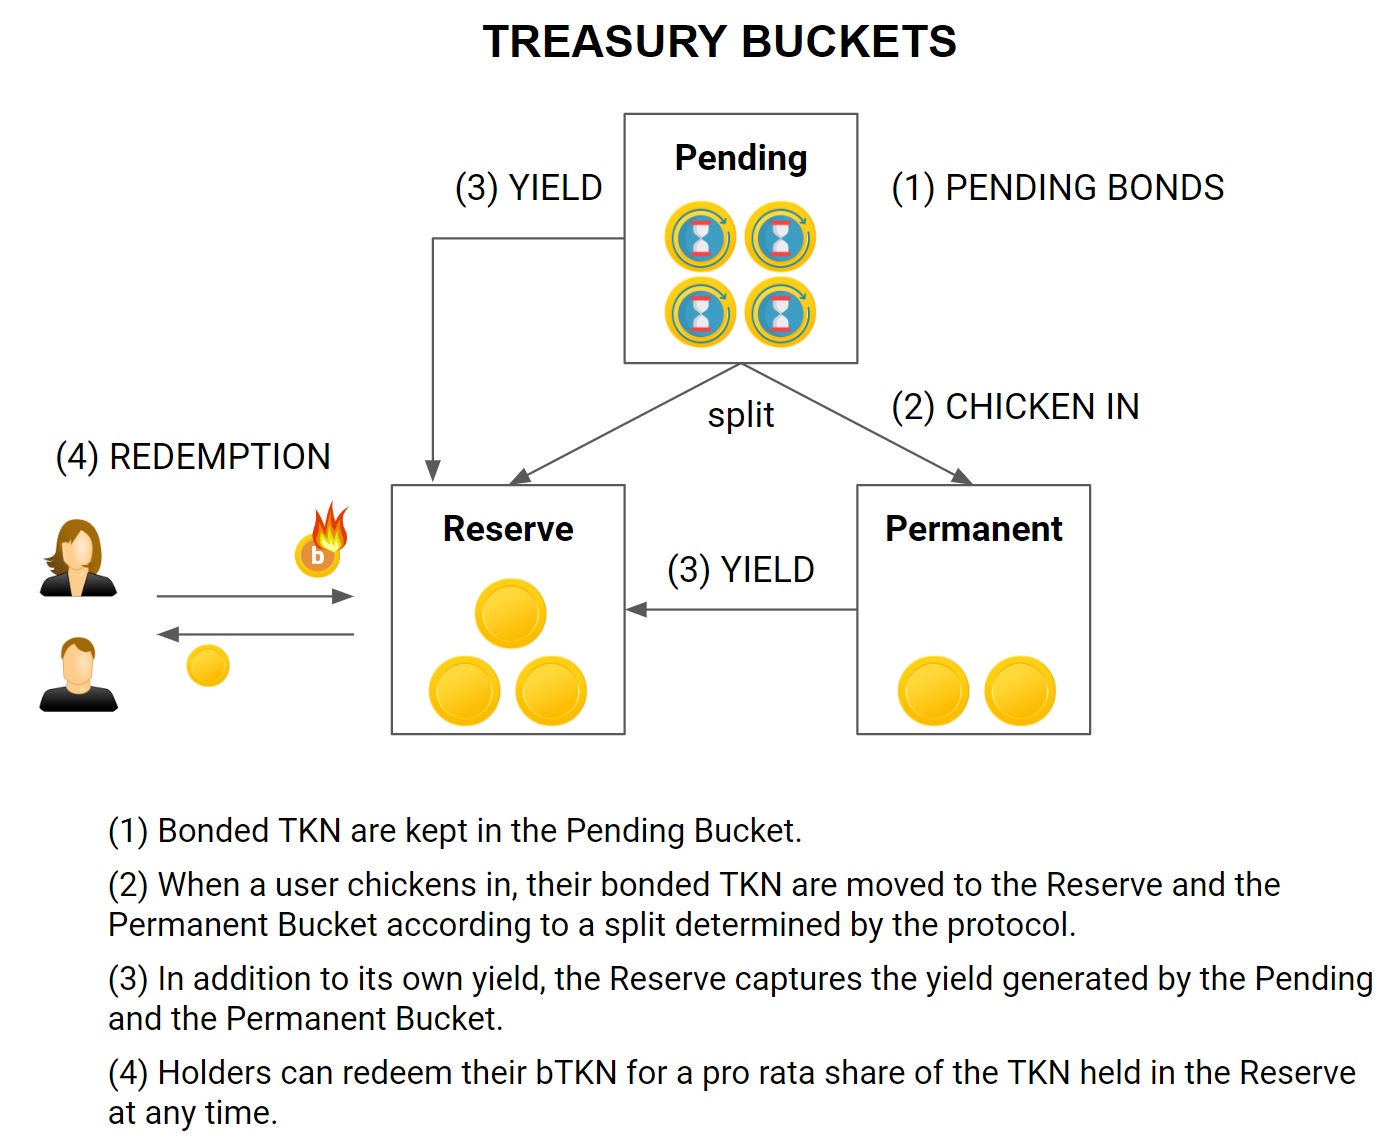 TREASURY BUCKETS
Pending
(3) YIELD
(1) PENDING BONDS
split
(2) CHICKEN IN
(4) REDEMPTION
b
Reserve
Permanent
(3) YIELD
(1) Bonded TKN are kept in the Pending Bucket.
(2) When a user chickens in, their bonded TKN are moved to the Reserve and the
Permanent Bucket according to a split determined by the protocol.
(3) In addition to its own yield, the Reserve captures the yield generated by the Pending
and the Permanent Bucket.
(4) Holders can redeem their bTKN for a pro rata share of the TKN held in the Reserve
at any time.